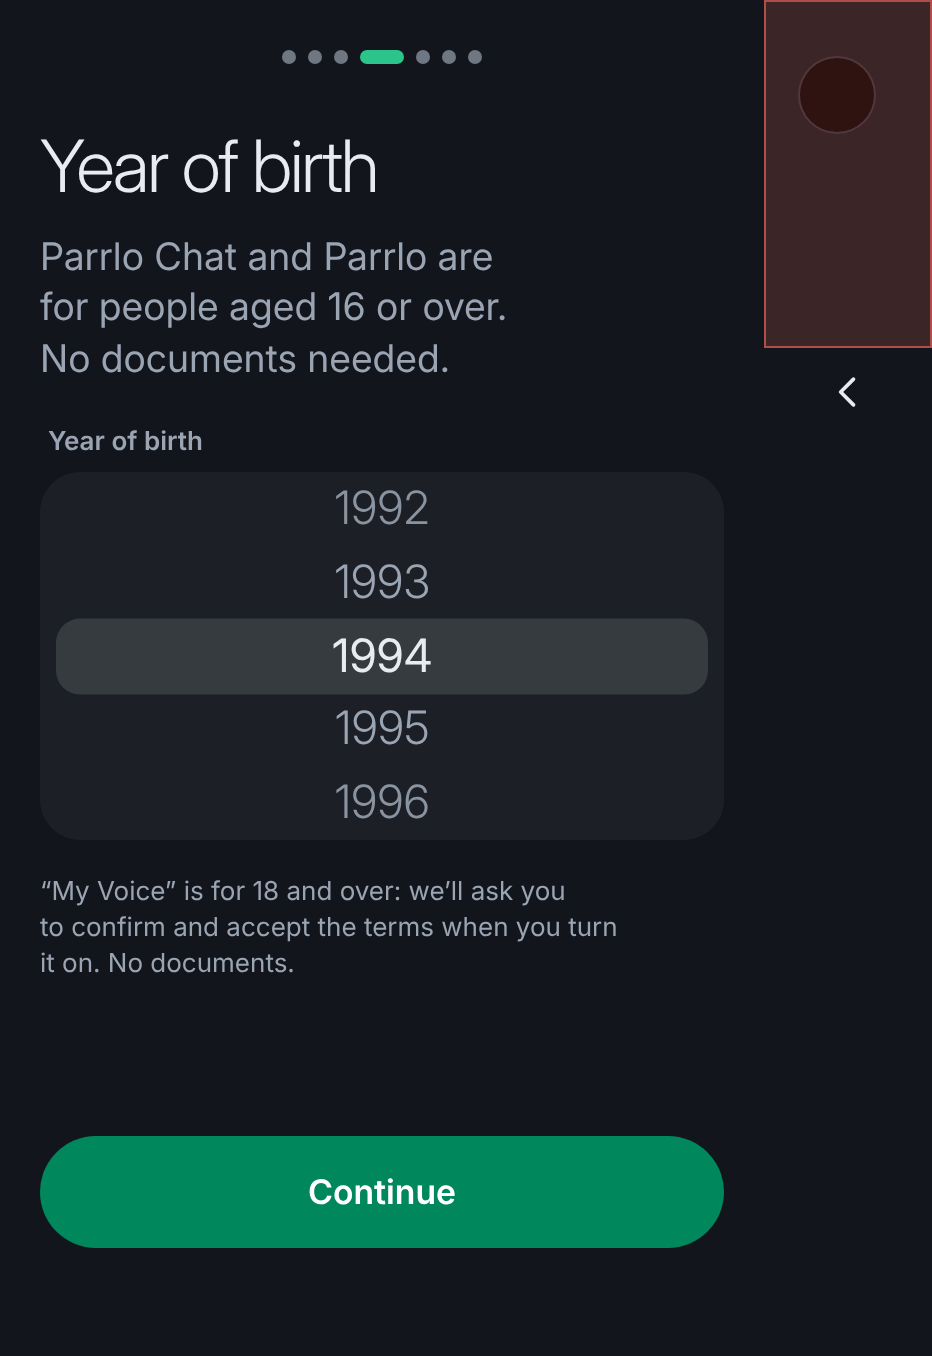 Year of birth
Parrlo Chat and Parrlo are
for people aged 16 or over.
No documents needed.
Year of birth
1992
1993
1994
1995
1996
“My Voice” is for 18 and over: we’ll ask you
to confirm and accept the terms when you turn
it on. No documents.
Continue